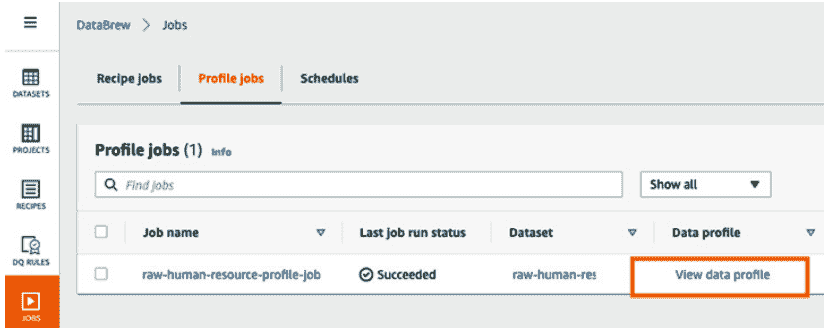 DataBrew > Jobs
Recipe jobs Profile jobs Schedules
DATASETS
PROJECTS
RECIPES
DQ RULES
JOBS
Profile jobs (1) Info
Find jobs
Show all
Job name Last job run status Dataset Data profile
raw-human-resource-profile-job Succeeded raw-human-res View data profile